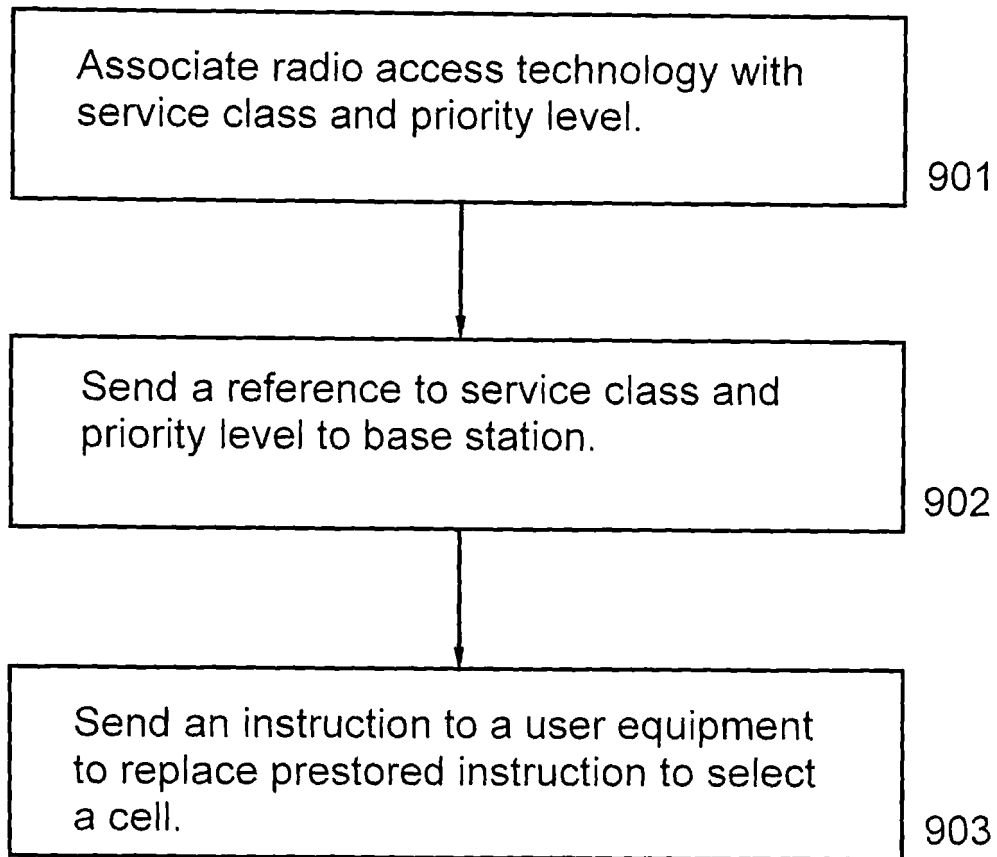 Associate radio access technology with
service class and priority level.
901
Send a reference to service class and
priority level to base station.
902
Send an instruction to a user equipment
to replace prestored instruction to select
a cell.
903